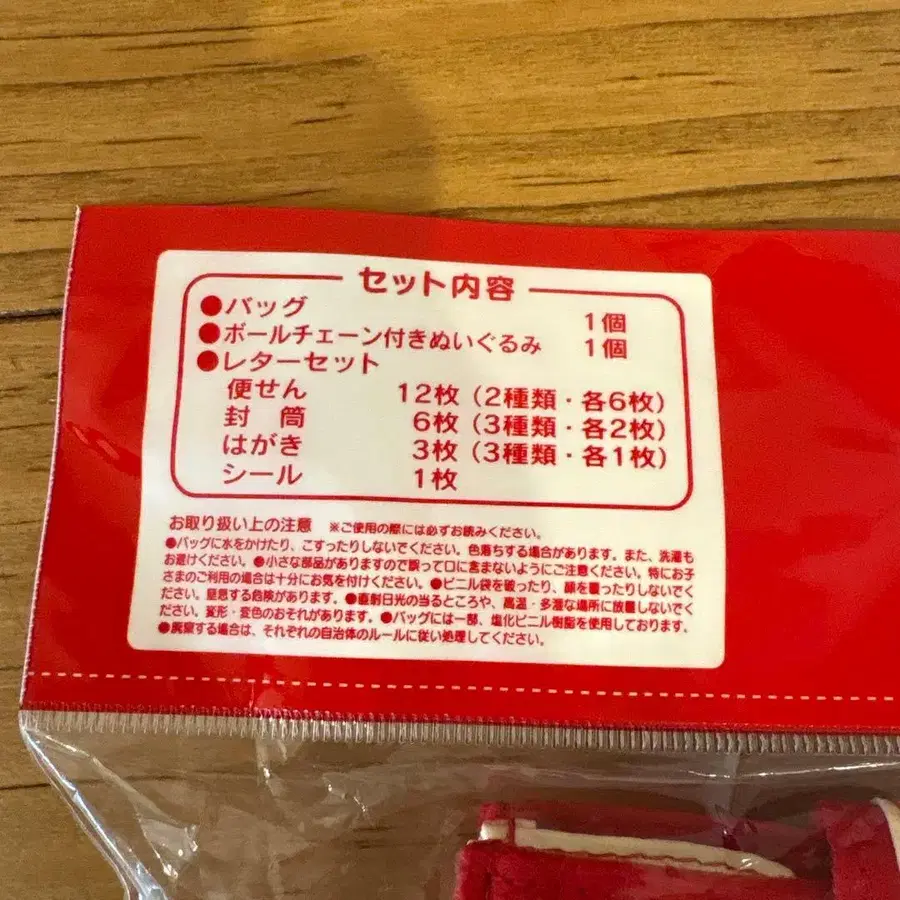 セット内容
●バッグ 1個
●ボールチェーン付きぬいぐるみ 1個
●レターセット
便せん 12枚（2種類・各6枚）
封筒 6枚（3種類・各2枚）
はがき 3枚（3種類・各1枚）
シール 1枚
お取り扱い上の注意 ※ご使用の際には必ずお読みください。
●バッグに水をかけたり、こすったりしないでください。色落ちする場合があります。また、洗濯も
お避けください。●小さな部品がありますので誤って口に含まないようにご注意ください。特にお子
さまのご利用の場合は十分にお気を付けください。●ビニル袋を破ったり、顔を覆ったりしないでくだ
さい。窒息する危険があります。●直射日光の当るところや、高温・多湿な場所に放置しないでくだ
さい。変形・変色のおそれがあります。●バッグには一部、塩化ビニル樹脂を使用しております。
●廃棄する場合は、それぞれの自治体のルールに従い処理してください。